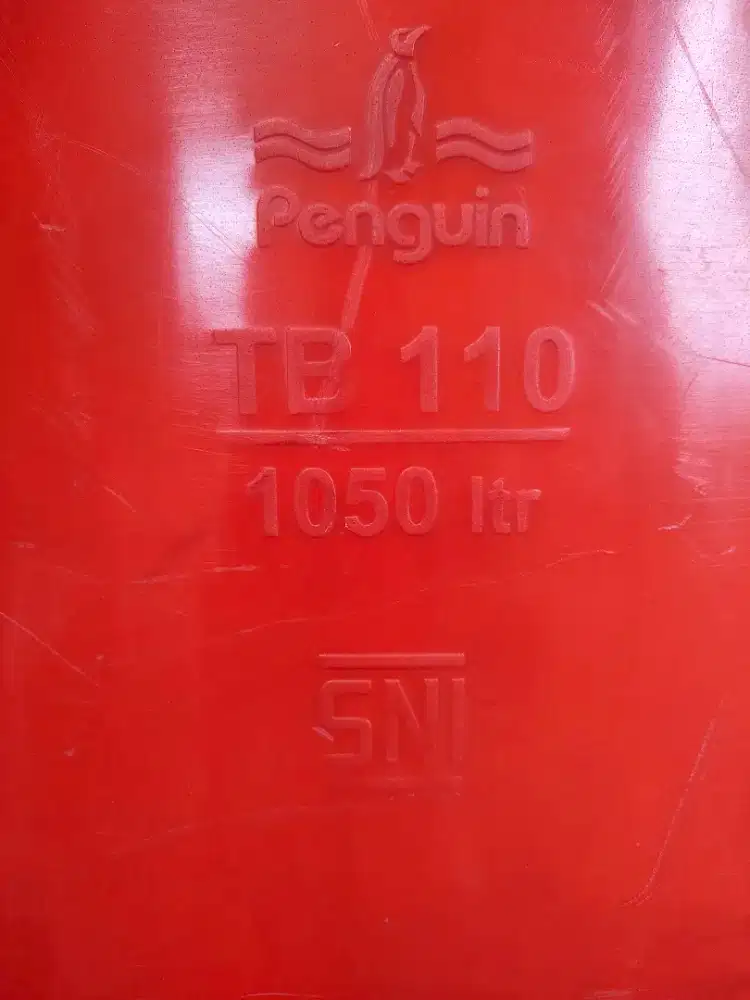 Penguin
TB 110
1050 ltr
SNI